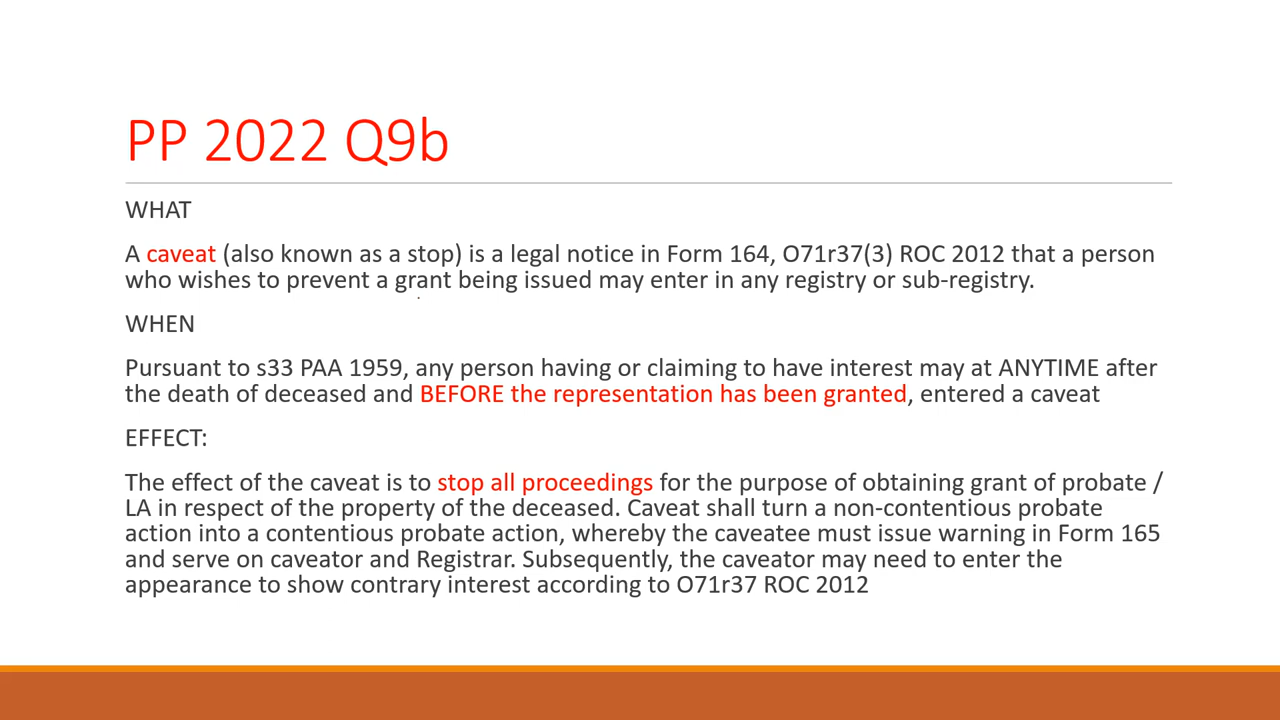 PP 2022 Q9b
WHAT
A caveat (also known as a stop) is a legal notice in Form 164, O71r37(3) ROC 2012 that a person
who wishes to prevent a grant being issued may enter in any registry or sub-registry.
WHEN
Pursuant to s33 PAA 1959, any person having or claiming to have interest may at ANYTIME after
the death of deceased and BEFORE the representation has been granted, entered a caveat
EFFECT:
The effect of the caveat is to stop all proceedings for the purpose of obtaining grant of probate /
LA in respect of the property of the deceased. Caveat shall turn a non-contentious probate
action into a contentious probate action, whereby the caveatee must issue warning in Form 165
and serve on caveator and Registrar. Subsequently, the caveator may need to enter the
appearance to show contrary interest according to O71r37 ROC 2012